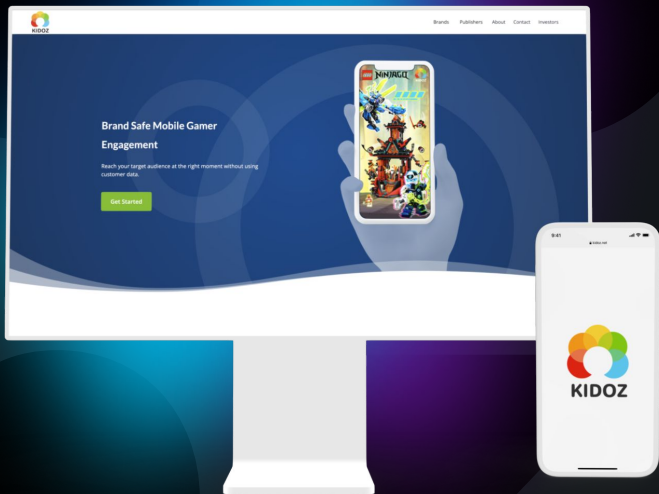 KIDOZ
Brands Publishers About Contact Investors
Brand Safe Mobile Gamer
Engagement
Reach your target audience at the right moment without using
customer data.
Get Started
LEGO NINJAGO
9:41
kidoz.net
KIDOZ